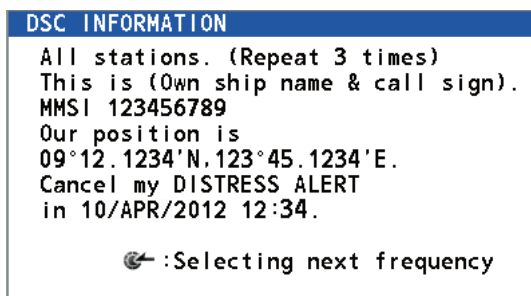 DSC INFORMATION
All stations. (Repeat 3 times)
This is (Own ship name & call sign).
MMSI 123456789
Our position is
09°12.1234'N,123°45.1234'E.
Cancel my DISTRESS ALERT
in 10/APR/2012 12:34.
:Selecting next frequency